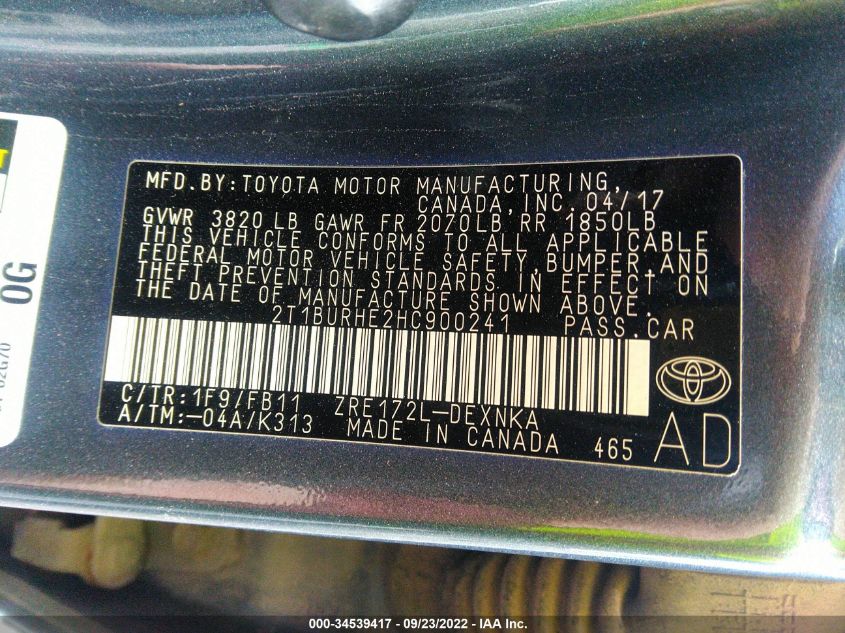 MFD.BY:TOYOTA MOTOR MANUFACTURING,
CANADA,INC.04/17
GVWR 3820 LB GAWR FR 2070LB RR 1850LB
THIS VEHICLE CONFORMS TO ALL APPLICABLE
FEDERAL MOTOR VEHICLE SAFETY,BUMPER,AND
THEFT PREVENTION STANDARDS IN EFFECT ON
THE DATE OF MANUFACTURE SHOWN ABOVE.
2T1BURHE2HC900241 PASS.CAR
C/TR:1F9/FB11 ZRE172L-DEXNKA
A/TM:-04A/K313 MADE IN CANADA 465 AD
0G
02G70
000-34539417 - 09/23/2022 - IAA Inc.